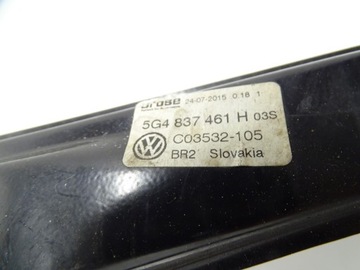 brose 24-07-2015 0.18 1
5G4 837 461 H 03S
C03532-105
BR2 Slovakia